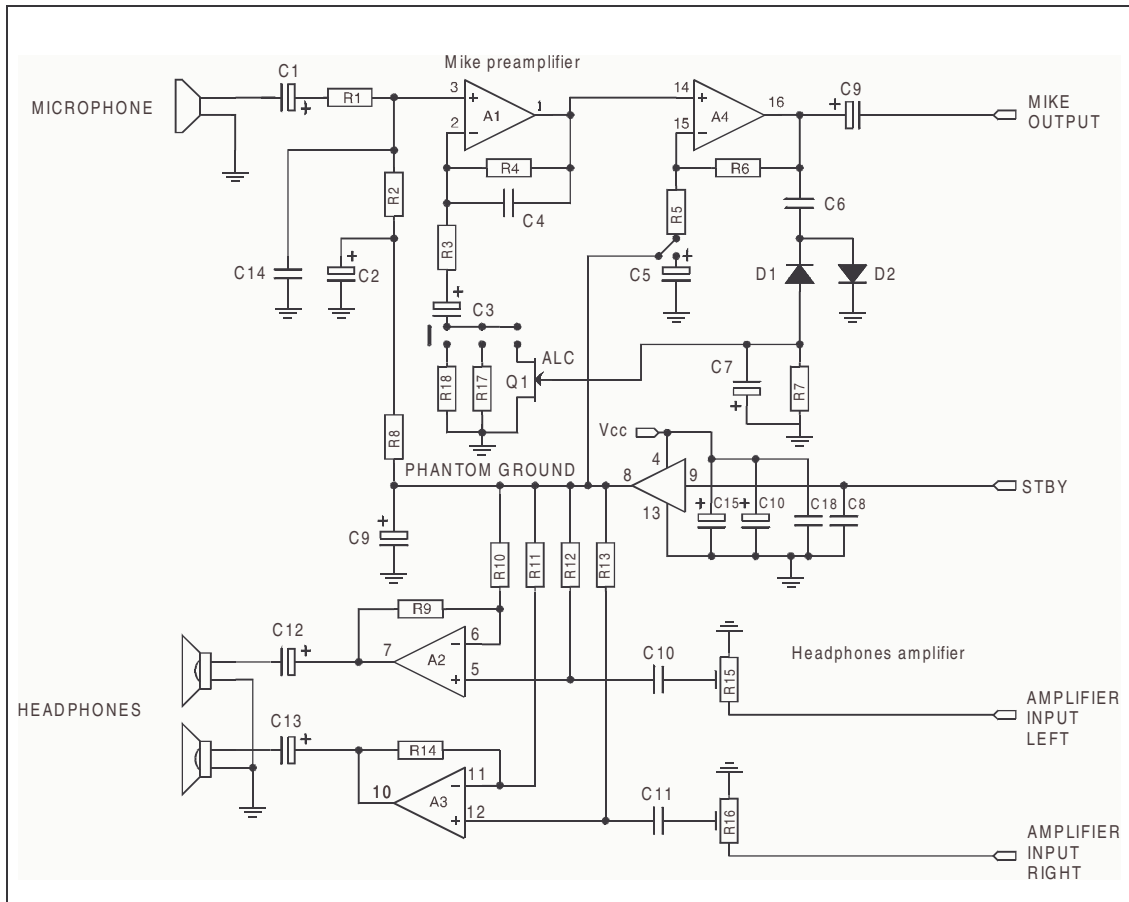 Mike preamplifier
MICROPHONE
C1
+
R1
3
+
A1
1
2
−
R4
C4
R2
R3
C14
+
C2
+
C3
R18
R17
Q1
ALC
14
+
A4
16
15
−
R6
R5
+
C9
MIKE
OUTPUT
C6
D1
D2
C5
+
C7
+
R7
R8
Vcc
PHANTOM GROUND
4
8
9
13
STBY
+
C15
+
C10
C18
C8
+
C9
R10
R11
R12
R13
HEADPHONES
C12
+
R9
7
6
−
A2
5
+
C10
R15
Headphones amplifier
AMPLIFIER
INPUT
LEFT
C13
+
R14
10
11
−
A3
12
+
C11
R16
AMPLIFIER
INPUT
RIGHT